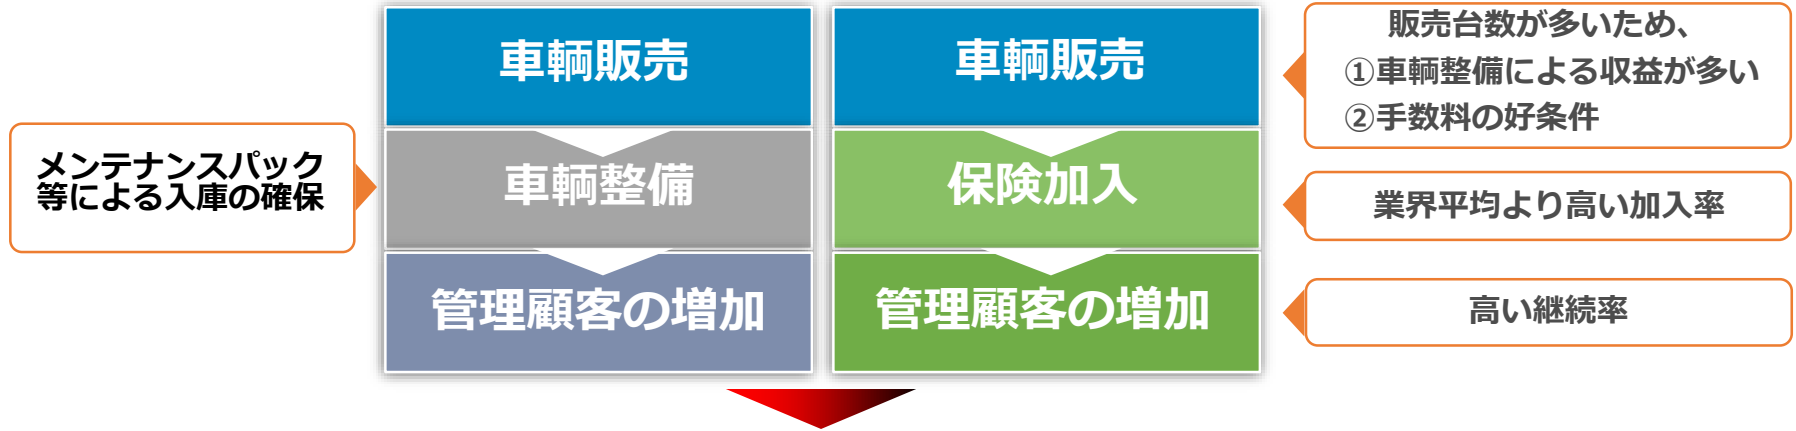 メンテナンスパック
等による入庫の確保
車輌販売
車輌整備
管理顧客の増加
車輌販売
保険加入
管理顧客の増加
販売台数が多いため、
①車輌整備による収益が多い
②手数料の好条件
業界平均より高い加入率
高い継続率